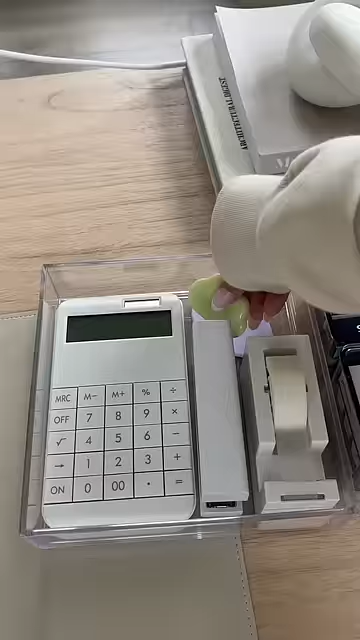 ARCHITECTURAL DIGEST
MRC M− M+ % ÷
OFF 7 8 9 ×
√ 4 5 6 −
→ 1 2 3 +
ON 0 00 · =